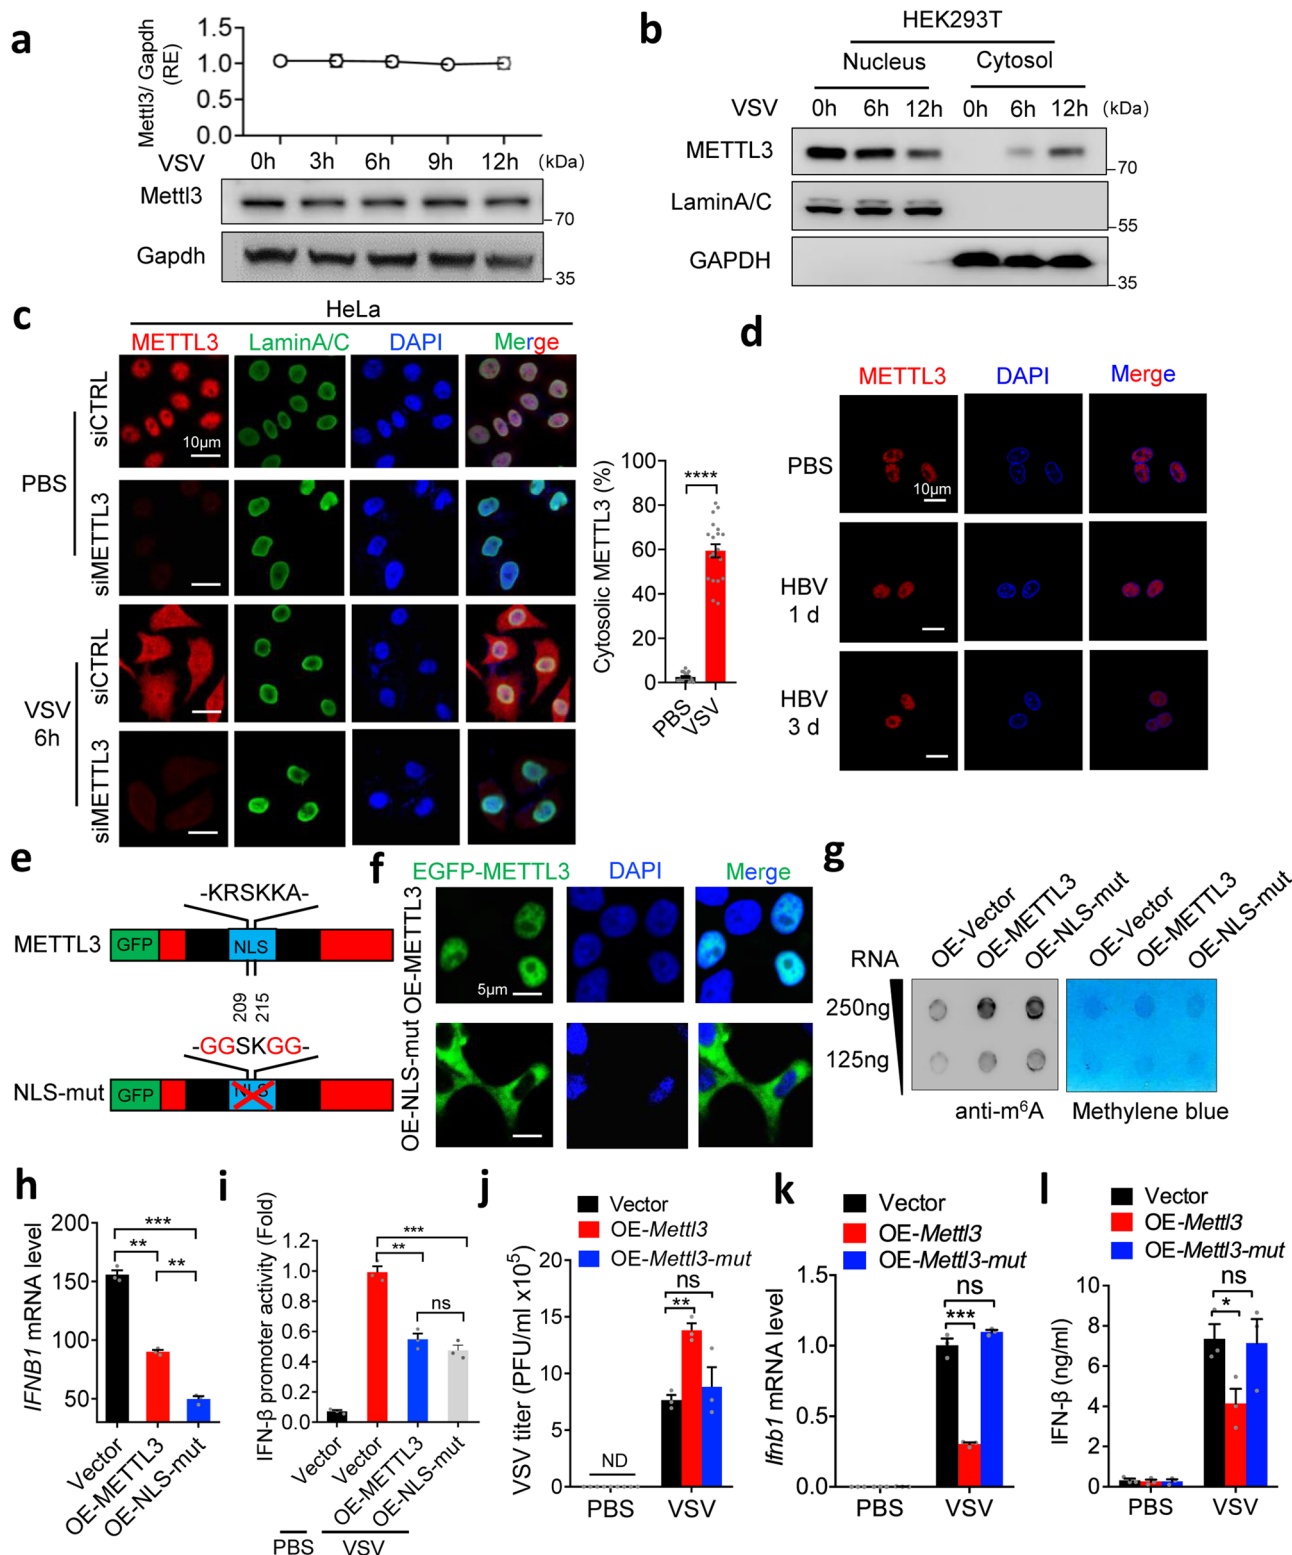 a
Mettl3/ Gapdh
(RE)
1.5
1.0
0.5
0.0
VSV 0h 3h 6h 9h 12h (kDa)
Mettl3
70
Gapdh
35
b
HEK293T
Nucleus Cytosol
VSV 0h 6h 12h 0h 6h 12h (kDa)
METTL3
70
LaminA/C
55
GAPDH
35
c
HeLa
METTL3 LaminA/C DAPI Merge
PBS
siCTRL
10µm
siMETTL3
VSV
6h
siCTRL
siMETTL3
Cytosolic METTL3 (%)
100
80
60
40
20
0
****
PBS
VSV
d
METTL3 DAPI Merge
PBS
10µm
HBV
1 d
HBV
3 d
e
-KRSKKA-
METTL3 GFP NLS
209
215
-GGSKGG-
NLS-mut GFP NLS
f
EGFP-METTL3 DAPI Merge
OE-METTL3
5µm
OE-NLS-mut
g
RNA
OE-Vector
OE-METTL3
OE-NLS-mut
OE-Vector
OE-METTL3
OE-NLS-mut
250ng
125ng
anti-m⁶A Methylene blue
h
IFNB1 mRNA level
200
150
100
50
***
**
**
Vector
OE-METTL3
OE-NLS-mut
i
IFN-β promoter activity (Fold)
1.2
1.0
0.8
0.6
0.4
0.2
0.0
***
**
ns
Vector
Vector
OE-METTL3
OE-NLS-mut
PBS VSV
j
Vector
OE-Mettl3
OE-Mettl3-mut
VSV titer (PFU/ml x10⁵)
20
15
10
5
0
ns
**
ND
PBS VSV
k
Vector
OE-Mettl3
OE-Mettl3-mut
Ifnb1 mRNA level
1.5
1.0
0.5
0.0
ns
***
PBS VSV
l
Vector
OE-Mettl3
OE-Mettl3-mut
IFN-β (ng/ml)
10
8
6
4
2
0
ns
*
PBS VSV